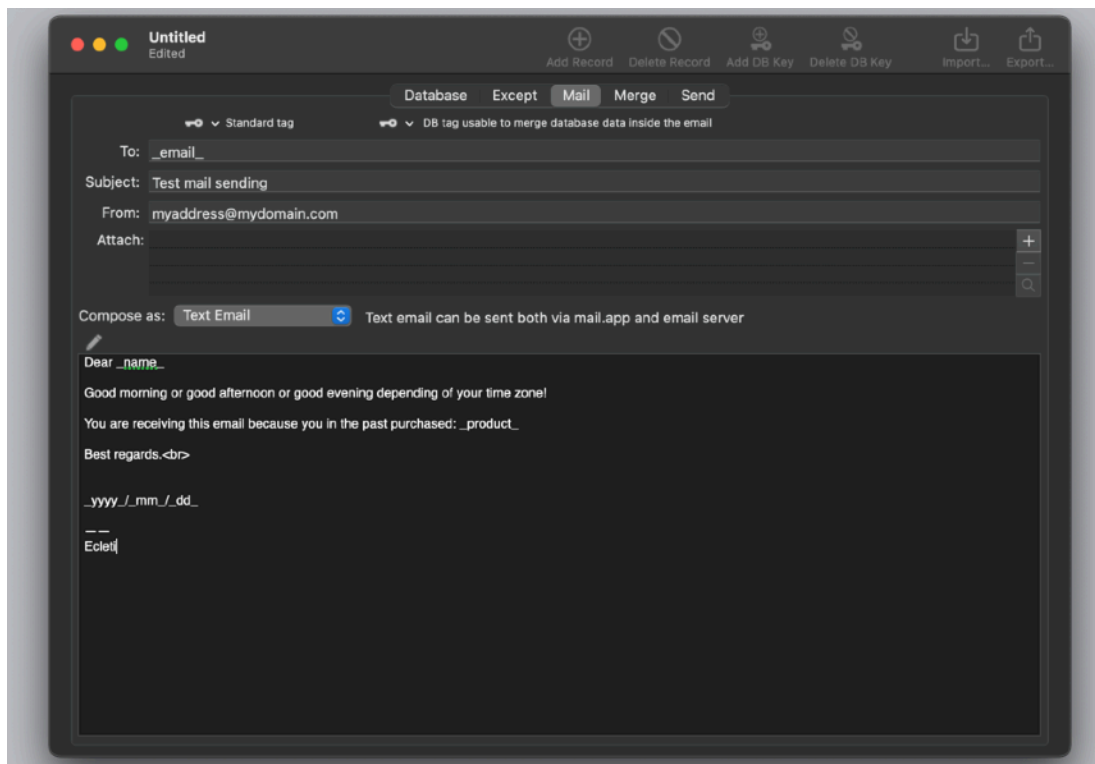 Untitled
Edited
Add Record Delete Record Add DB Key Delete DB Key Import... Export...
Database Except Mail Merge Send
Standard tag DB tag usable to merge database data inside the email
To: _email_
Subject: Test mail sending
From: myaddress@mydomain.com
Attach:
Compose as: Text Email Text email can be sent both via mail.app and email server
Dear _name_
Good morning or good afternoon or good evening depending of your time zone!
You are receiving this email because you in the past purchased: _product_
Best regards.<br>
_yyyy_/_mm_/_dd_
——
Ecleti